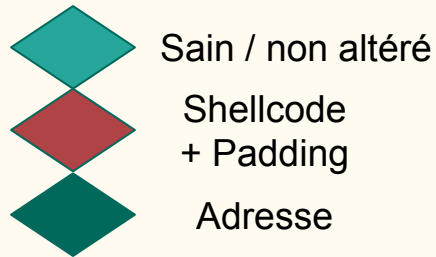 Sain / non altéré
Shellcode
+ Padding
Adresse